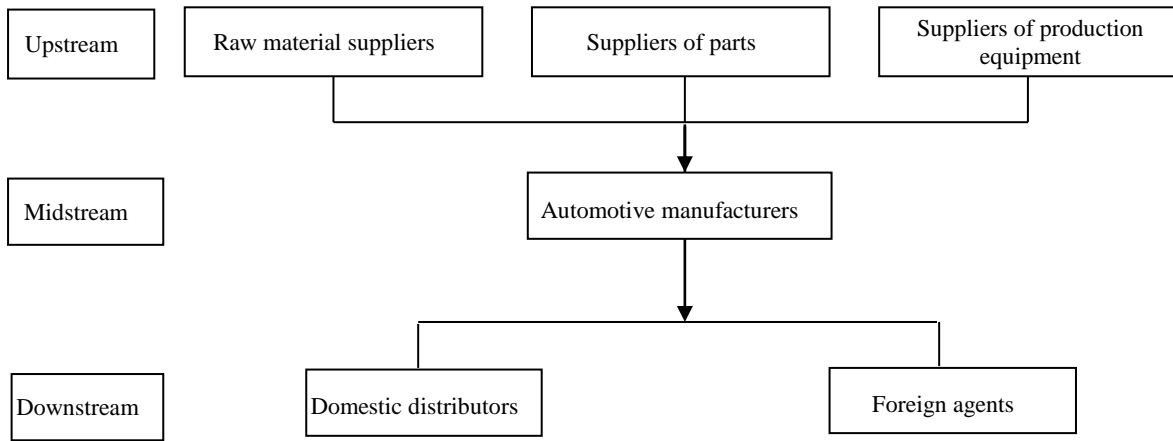 Upstream
Raw material suppliers
Suppliers of parts
Suppliers of production
equipment
Midstream
Automotive manufacturers
Downstream
Domestic distributors
Foreign agents